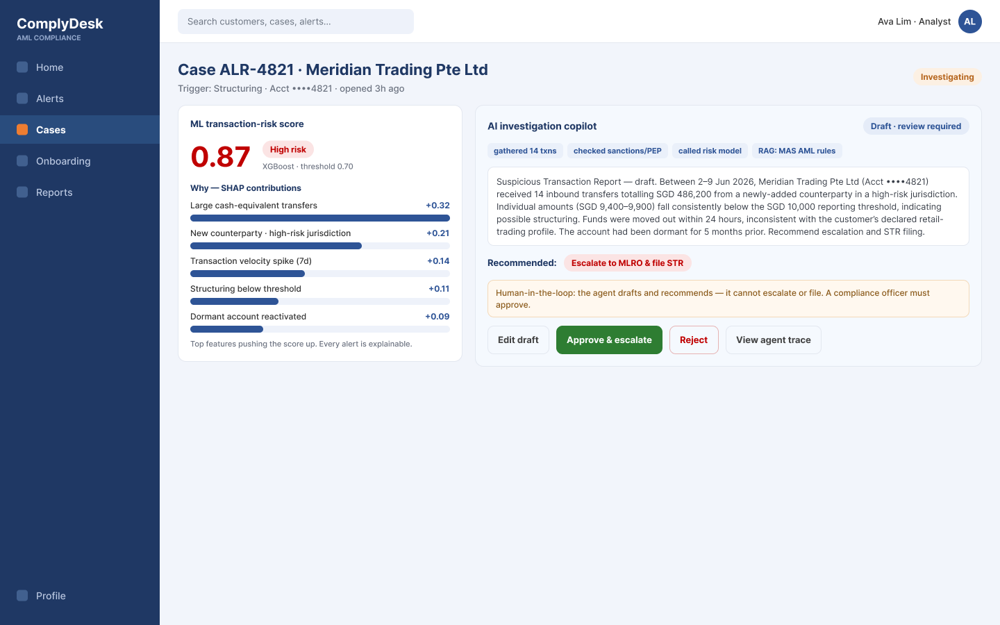 ComplyDesk
AML COMPLIANCE
Home
Alerts
Cases
Onboarding
Reports
Profile
Search customers, cases, alerts...
Ava Lim · Analyst
AL
Case ALR-4821 · Meridian Trading Pte Ltd
Trigger: Structuring · Acct ••••4821 · opened 3h ago
Investigating
ML transaction-risk score
0.87
High risk
XGBoost · threshold 0.70
Why — SHAP contributions
Large cash-equivalent transfers +0.32
New counterparty · high-risk jurisdiction +0.21
Transaction velocity spike (7d) +0.14
Structuring below threshold +0.11
Dormant account reactivated +0.09
Top features pushing the score up. Every alert is explainable.
AI investigation copilot
Draft · review required
gathered 14 txns
checked sanctions/PEP
called risk model
RAG: MAS AML rules
Suspicious Transaction Report — draft. Between 2–9 Jun 2026, Meridian Trading Pte Ltd (Acct ••••4821)
received 14 inbound transfers totalling SGD 486,200 from a newly-added counterparty in a high-risk jurisdiction.
Individual amounts (SGD 9,400–9,900) fall consistently below the SGD 10,000 reporting threshold, indicating
possible structuring. Funds were moved out within 24 hours, inconsistent with the customer’s declared retail-
trading profile. The account had been dormant for 5 months prior. Recommend escalation and STR filing.
Recommended: Escalate to MLRO & file STR
Human-in-the-loop: the agent drafts and recommends — it cannot escalate or file. A compliance officer must
approve.
Edit draft
Approve & escalate
Reject
View agent trace